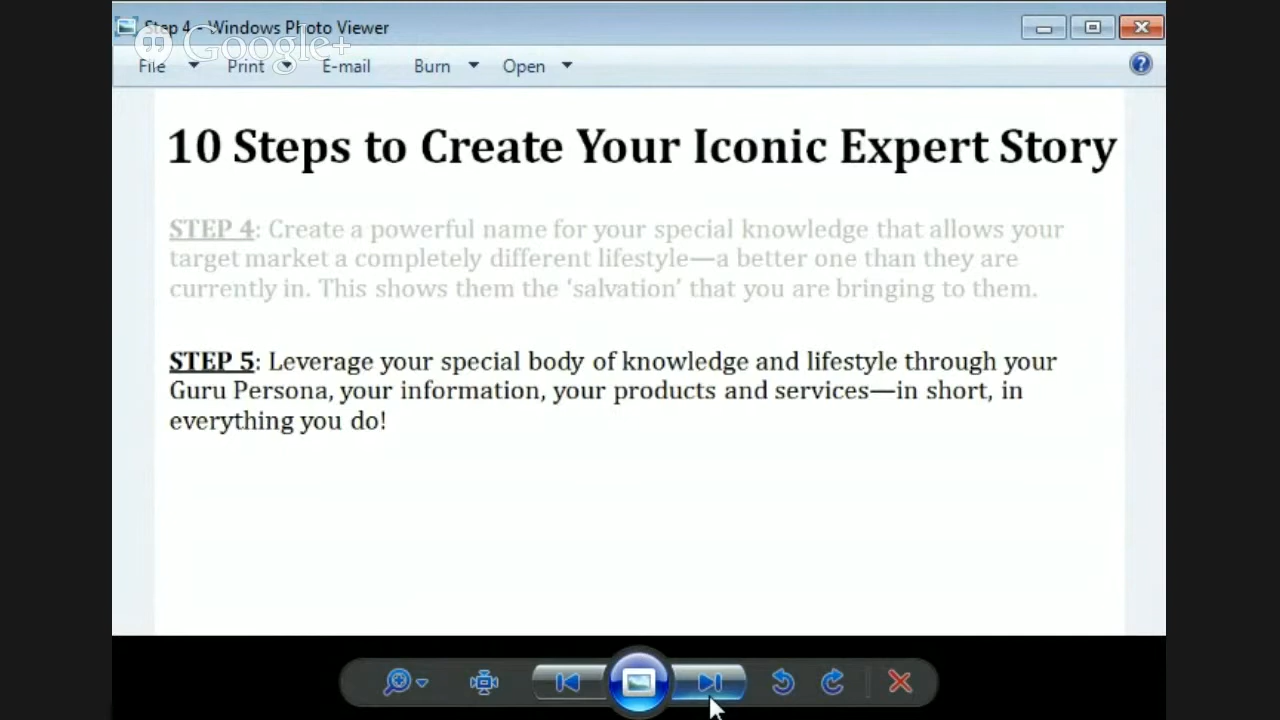 Step 4 - Windows Photo Viewer
Google+
File Print E-mail Burn Open
10 Steps to Create Your Iconic Expert Story
STEP 4: Create a powerful name for your special knowledge that allows your
target market a completely different lifestyle—a better one than they are
currently in. This shows them the ‘salvation’ that you are bringing to them.
STEP 5: Leverage your special body of knowledge and lifestyle through your
Guru Persona, your information, your products and services—in short, in
everything you do!